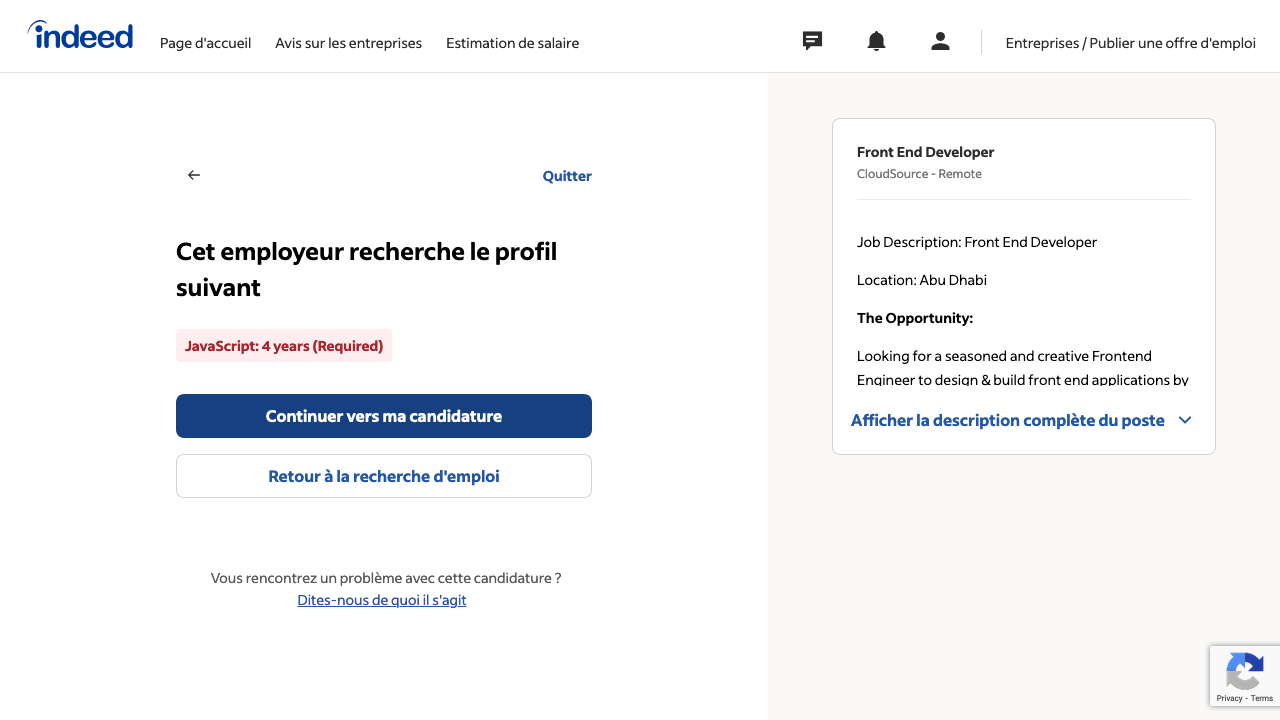 indeed
Page d'accueil
Avis sur les entreprises
Estimation de salaire
Entreprises / Publier une offre d'emploi
Quitter
Cet employeur recherche le profil
suivant
JavaScript: 4 years (Required)
Continuer vers ma candidature
Retour à la recherche d'emploi
Vous rencontrez un problème avec cette candidature ?
Dites-nous de quoi il s'agit
Front End Developer
CloudSource - Remote
Job Description: Front End Developer
Location: Abu Dhabi
The Opportunity:
Looking for a seasoned and creative Frontend
Engineer to design & build front end applications by
Afficher la description complète du poste
Privacy - Terms